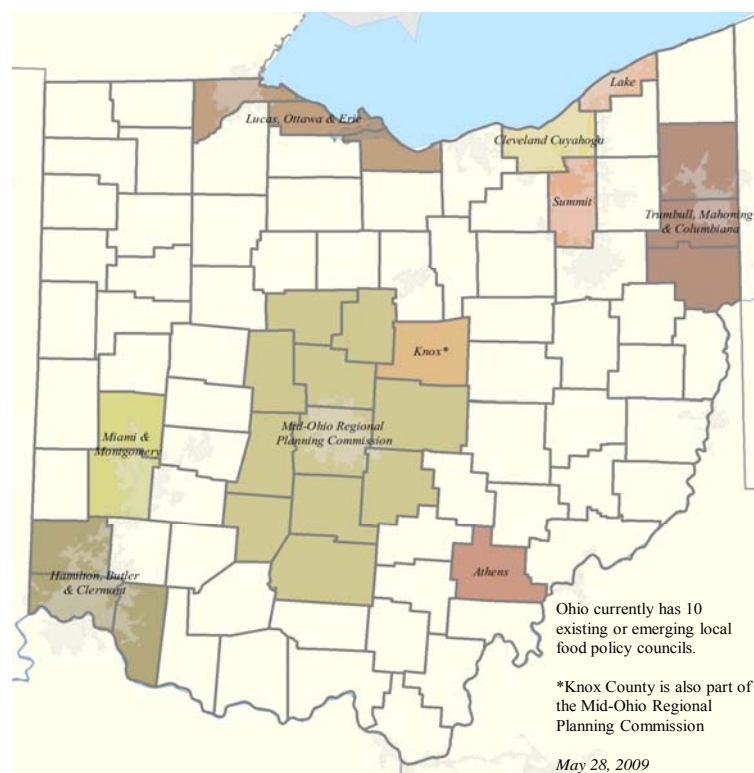 Lake
Lucas, Ottawa & Erie
Cleveland Cuyahoga
Summit
Trumbull, Mahoning
& Columbiana
Knox*
Mid-Ohio Regional
Planning Commission
Miami &
Montgomery
Athens
Hamilton, Butler
& Clermont
Ohio currently has 10
existing or emerging local
food policy councils.
*Knox County is also part of
the Mid-Ohio Regional
Planning Commission
May 28, 2009